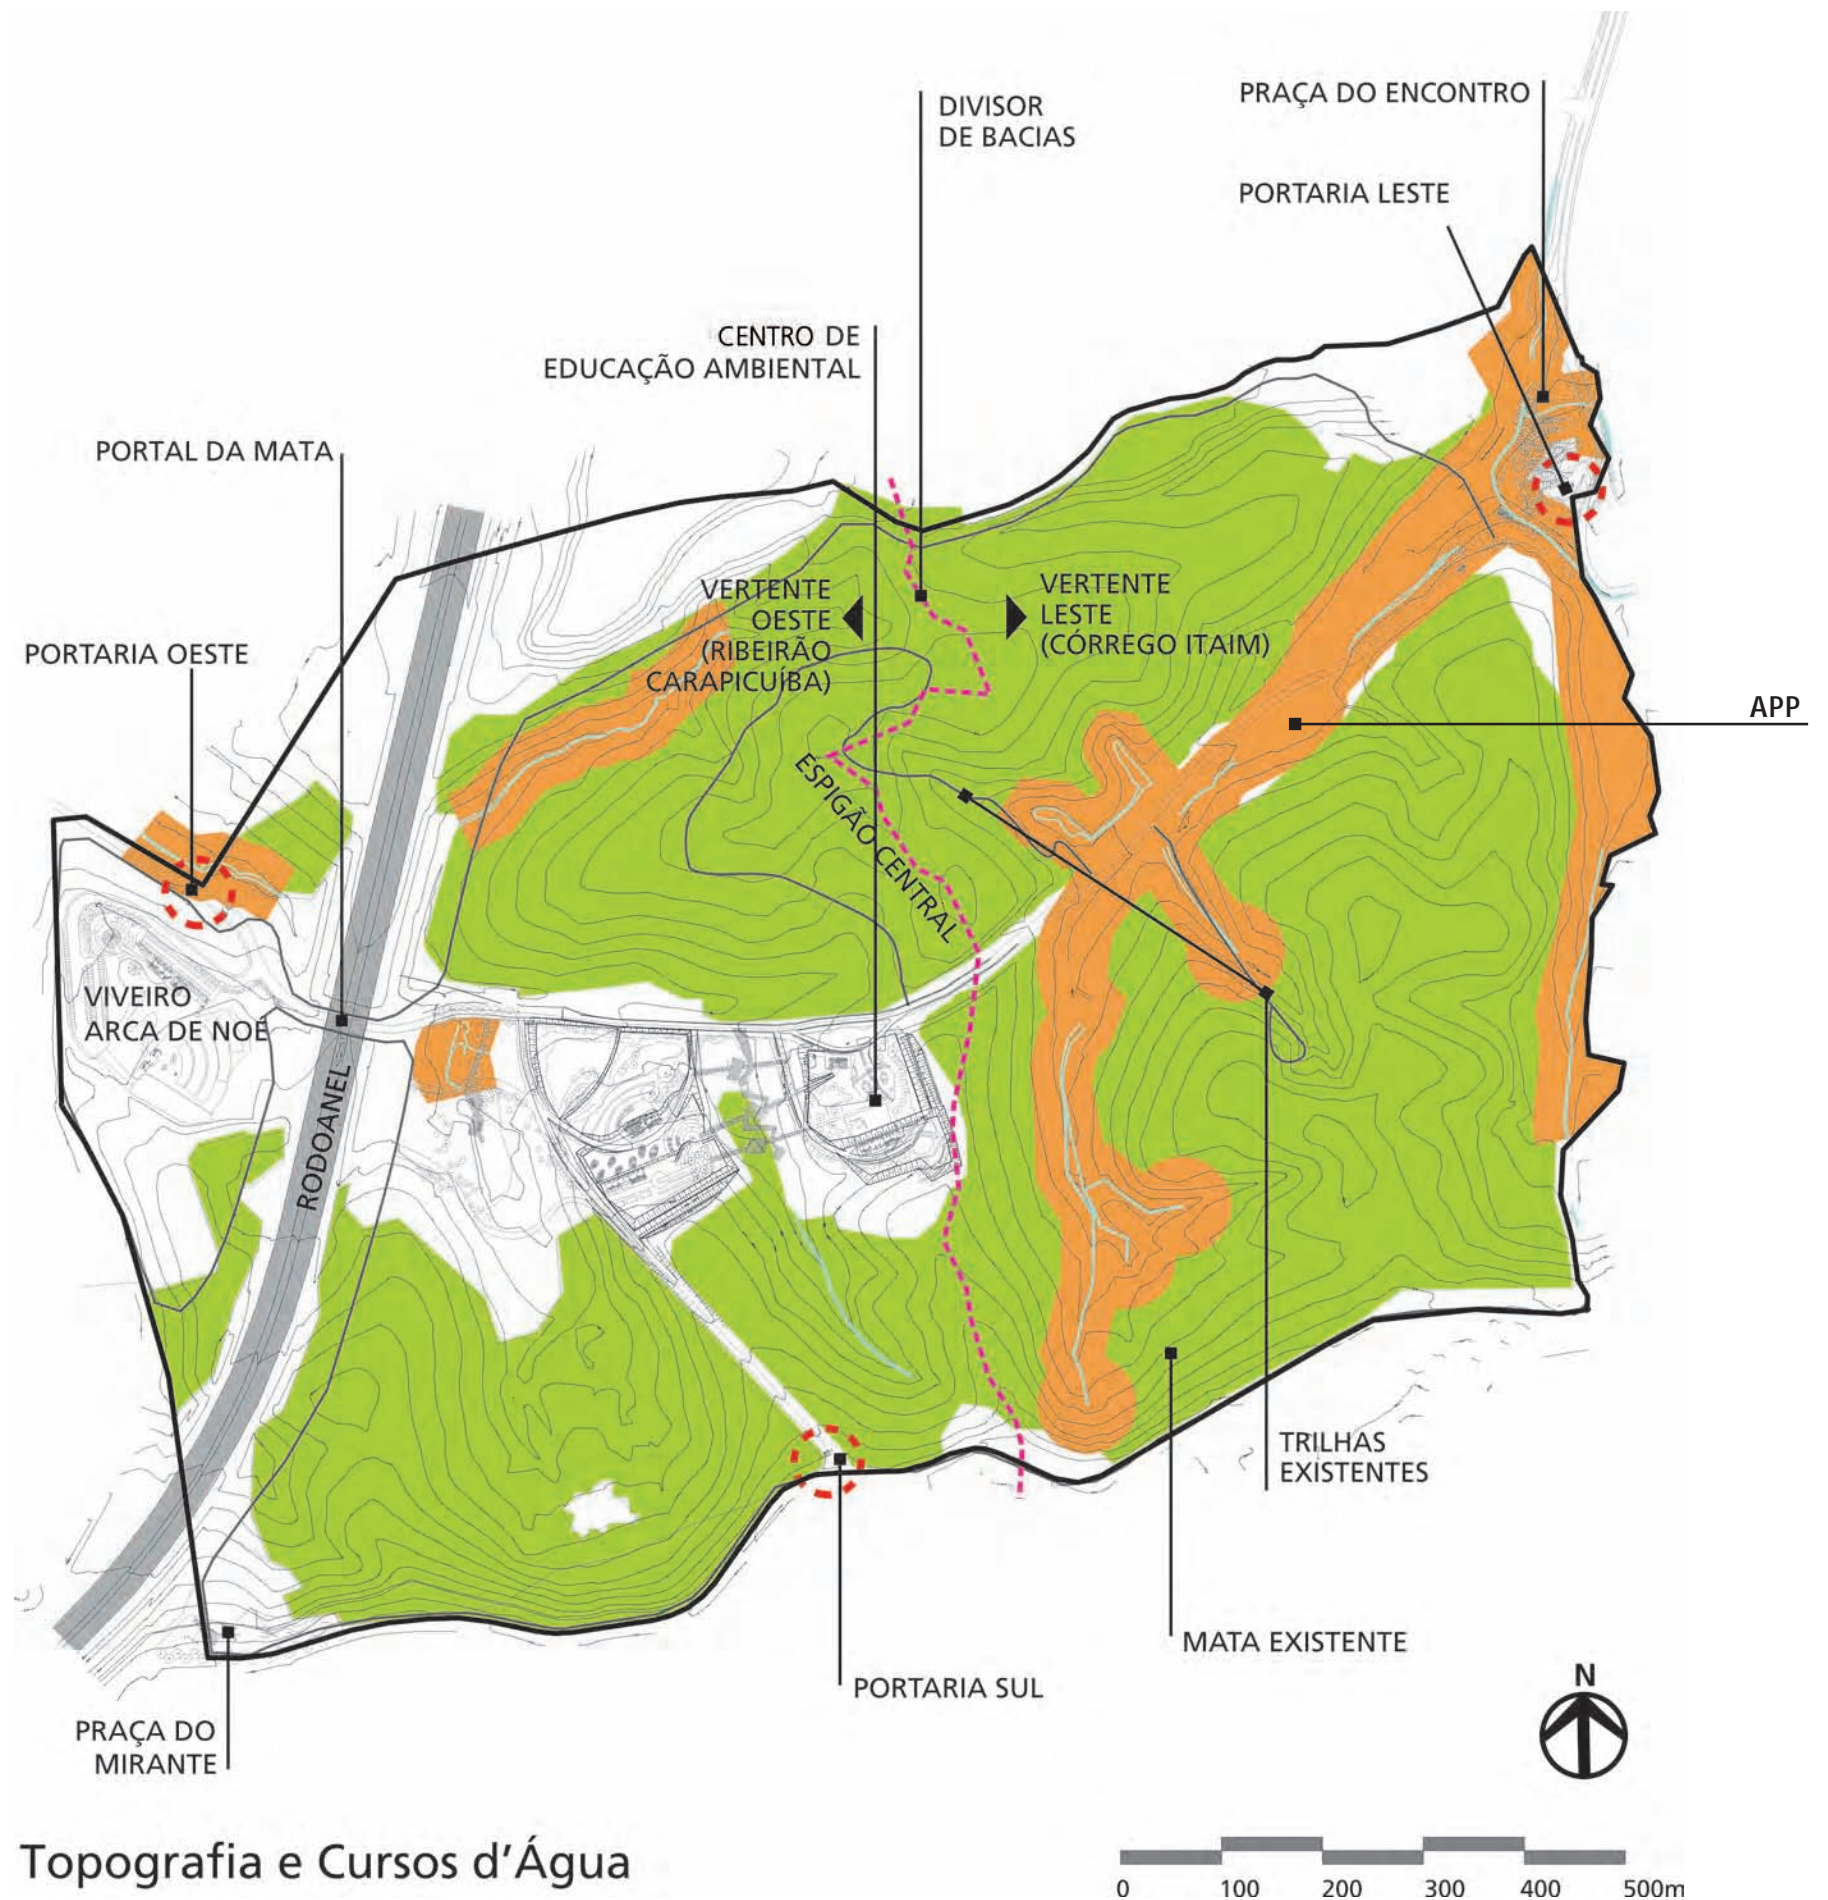 PRAÇA DO ENCONTRO
DIVISOR
DE BACIAS
PORTARIA LESTE
CENTRO DE
EDUCAÇÃO AMBIENTAL
PORTAL DA MATA
VERTENTE
OESTE
(RIBEIRÃO
CARAPICUÍBA)
VERTENTE
LESTE
(CÓRREGO ITAIM)
PORTARIA OESTE
APP
ESPIGÃO CENTRAL
VIVEIRO
ARCA DE NOÉ
RODOANEL
TRILHAS
EXISTENTES
MATA EXISTENTE
PORTARIA SUL
PRAÇA DO
MIRANTE
N
Topografia e Cursos d'Água
0 100 200 300 400 500m